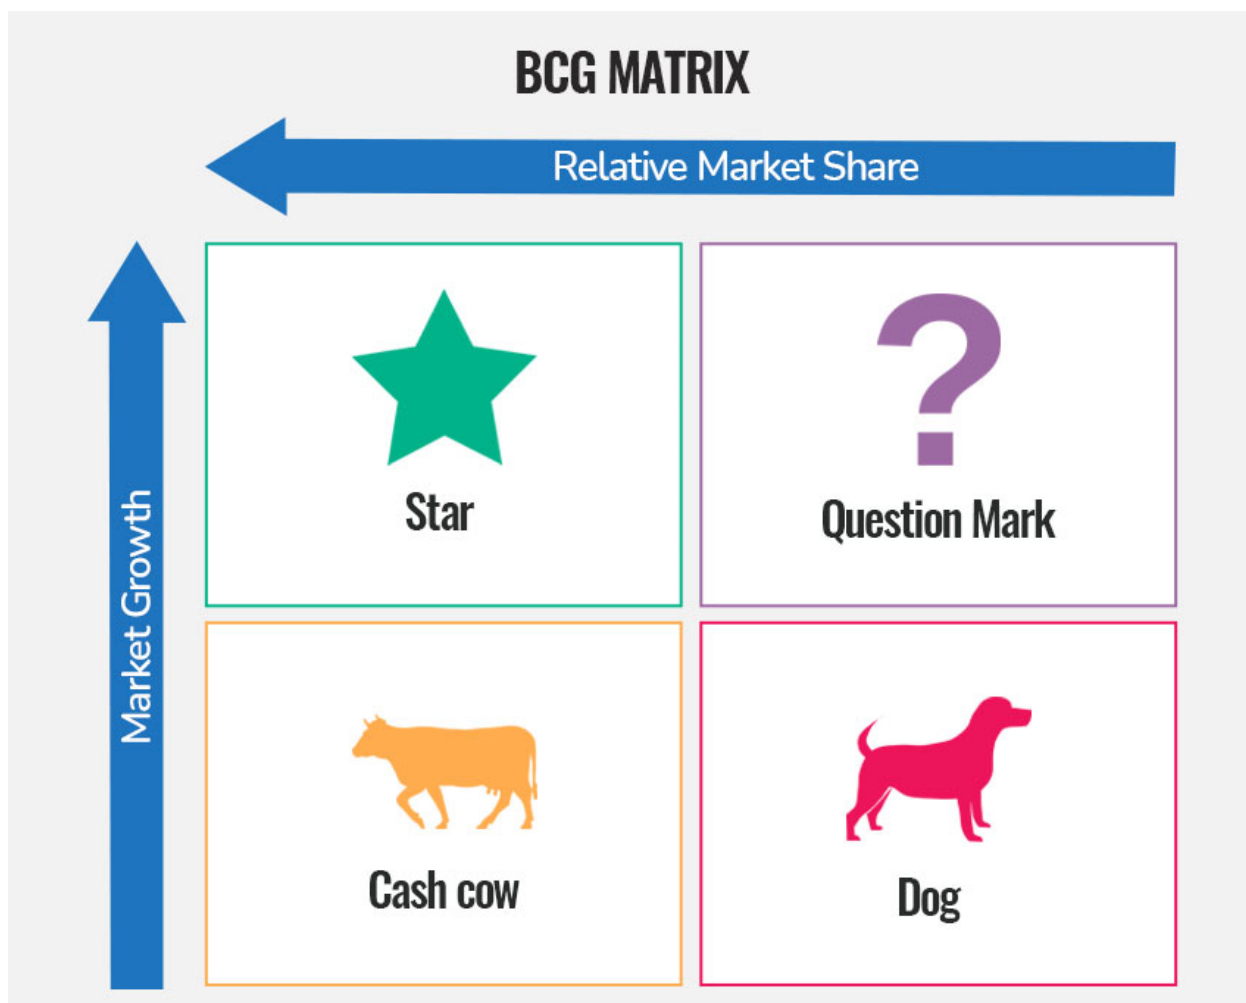 BCG MATRIX
Relative Market Share
Market Growth
Star
?
Question Mark
Cash cow
Dog